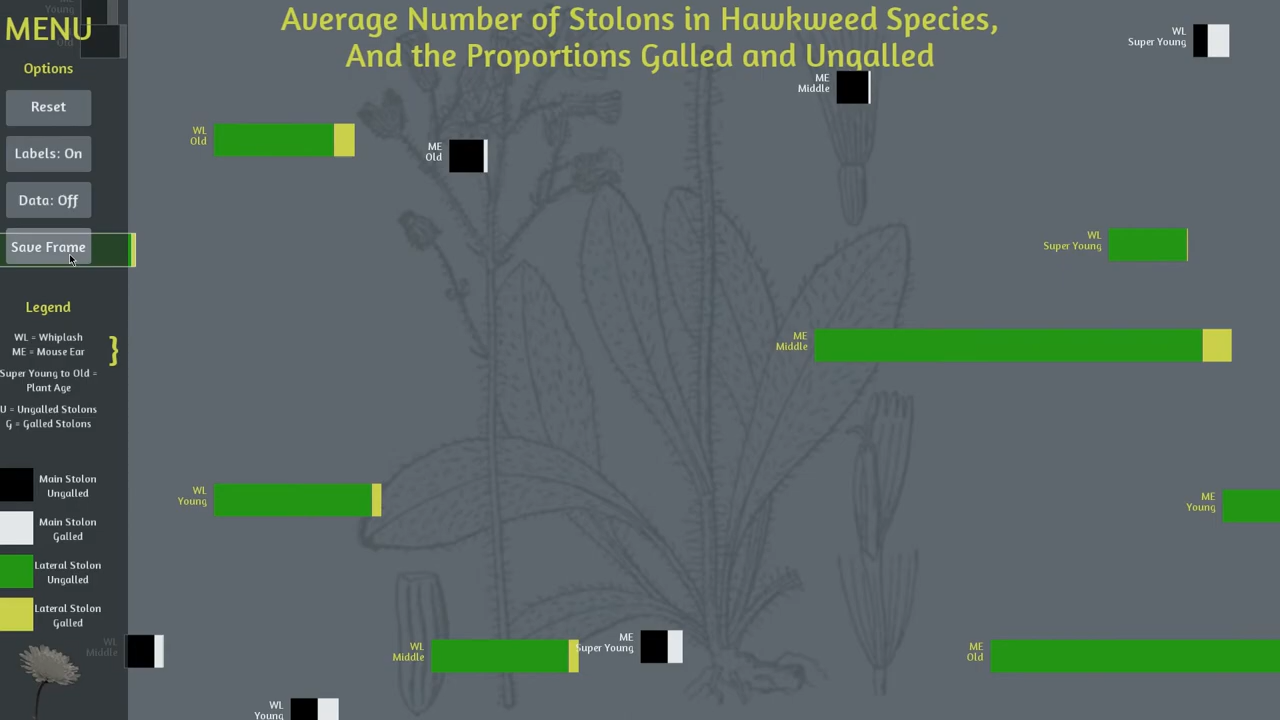 Average Number of Stolons in Hawkweed Species,
And the Proportions Galled and Ungalled
ME
Young
ME
Old
MENU
Options
Reset
Labels: On
Data: Off
Save Frame
Legend
WL = Whiplash
ME = Mouse Ear
}
Super Young to Old =
Plant Age
U = Ungalled Stolons
G = Galled Stolons
Main Stolon
Ungalled
Main Stolon
Galled
Lateral Stolon
Ungalled
Lateral Stolon
Galled
WL
Super Young
ME
Middle
WL
Old
ME
Old
WL
Super Young
ME
Middle
WL
Young
ME
Young
WL
Middle
WL
Middle
ME
Super Young
ME
Old
WL
Young